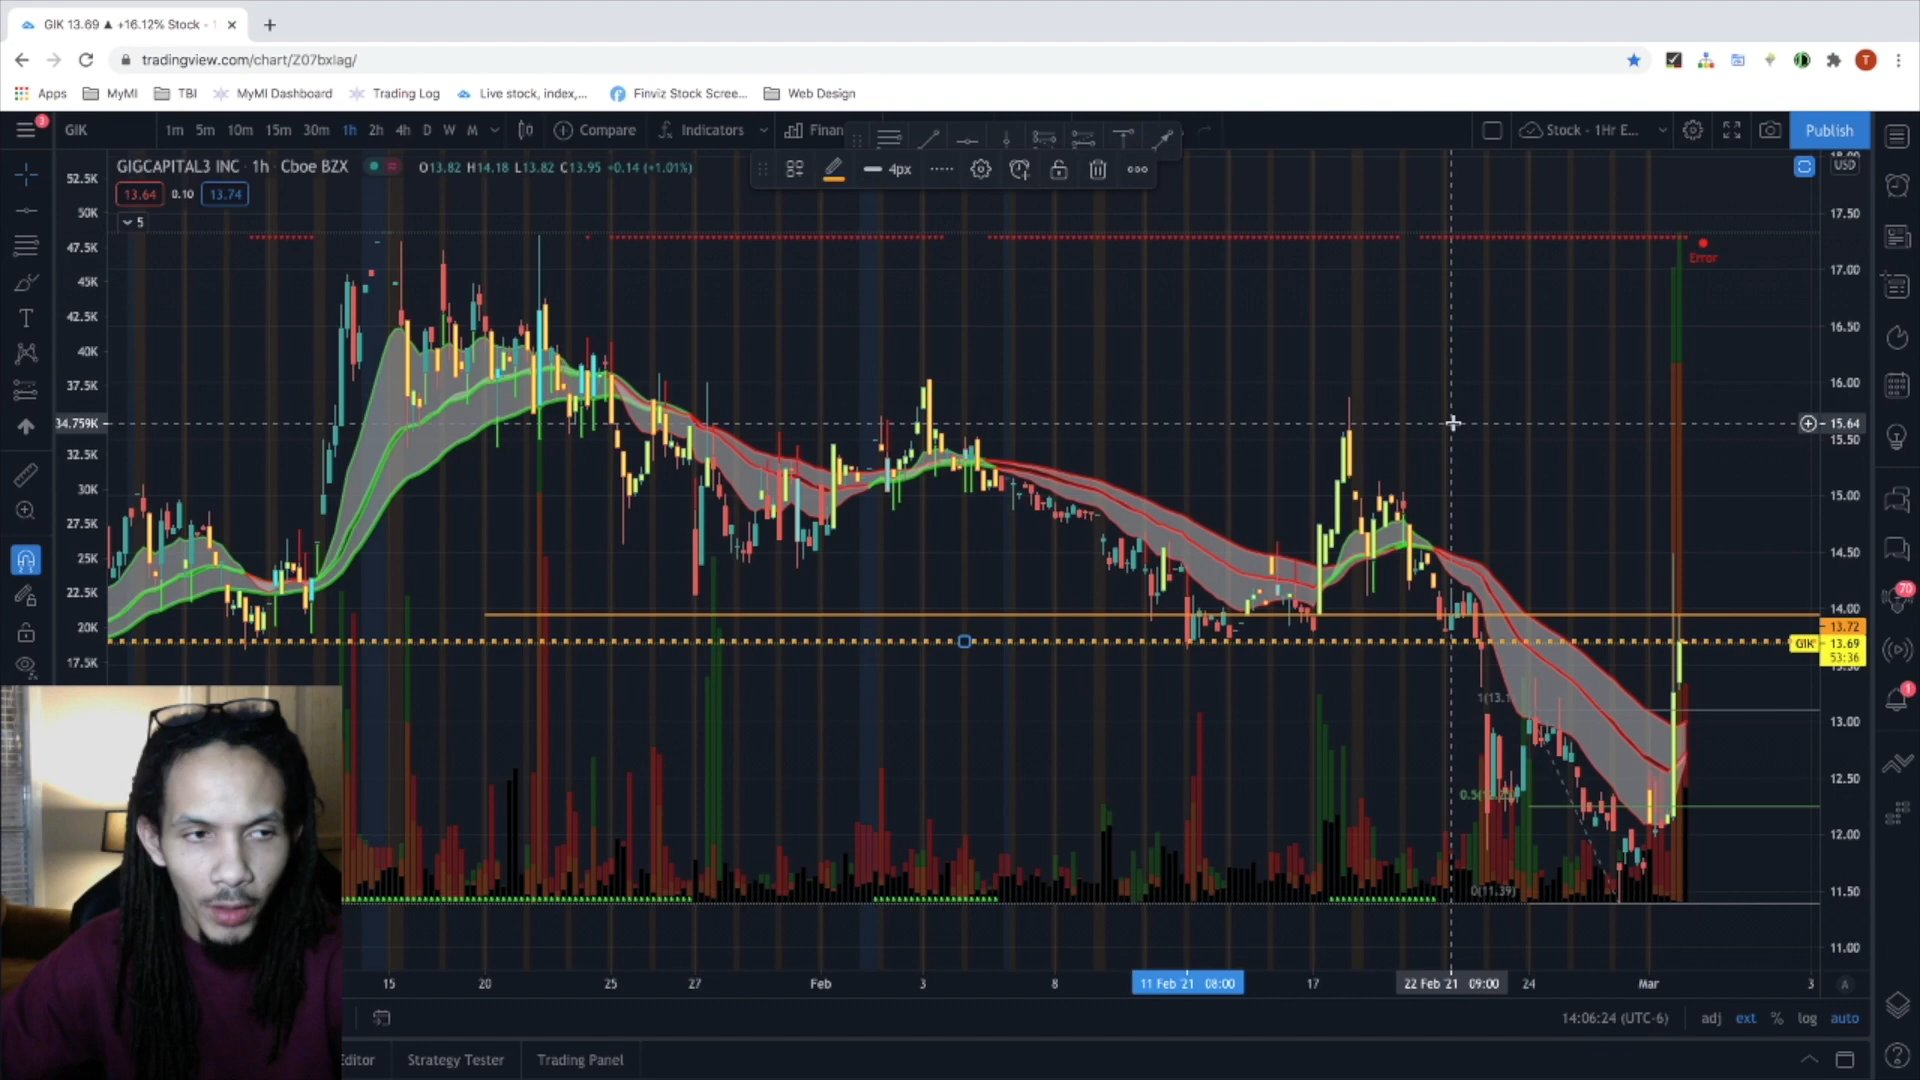 GIK 13.69 ▲ +16.12% Stock - 1
tradingview.com/chart/Z07bxlag/
T
Apps MyMI TBI MyMI Dashboard Trading Log Live stock, index,... Finviz Stock Scree... Web Design
3 GIK 1m 5m 10m 15m 30m 1h 2h 4h D W M Compare Indicators Finan Stock - 1Hr E... Publish
GIGCAPITAL3 INC · 1h · Cboe BZX O13.82 H14.18 L13.82 C13.95 +0.14 (+1.01%) 4px USD
13.64 0.10 13.74
5
52.5K
50K 17.50
47.5K
Error
45K 17.00
42.5K 16.50
40K
37.5K 16.00
34.759K 15.64
15.50
32.5K
30K 15.00
27.5K
25K 14.50
22.5K 70
20K 14.00
13.72
GIK 13.69
53:36
17.5K
1(13.1
1
13.00
12.50
12.00
0(11.39) 11.50
11.00
15 20 25 27 Feb 3 8 11 Feb '21 08:00 17 22 Feb '21 09:00 24 Mar 3 A
14:06:24 (UTC-6) adj ext % log auto
Strategy Tester Trading Panel